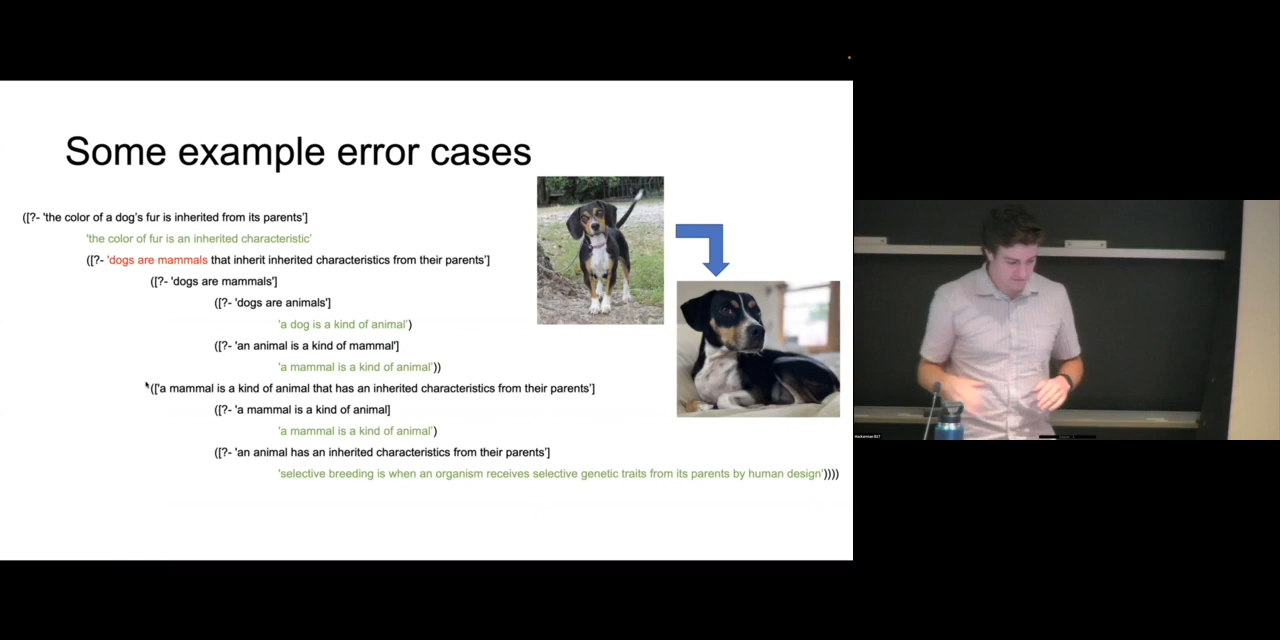 Some example error cases
([?- 'the color of a dog's fur is inherited from its parents']
'the color of fur is an inherited characteristic'
([?- 'dogs are mammals that inherit inherited characteristics from their parents']
([?- 'dogs are mammals']
([?- 'dogs are animals']
'a dog is a kind of animal')
([?- 'an animal is a kind of mammal']
'a mammal is a kind of animal'))
(['a mammal is a kind of animal that has an inherited characteristics from their parents']
([?- 'a mammal is a kind of animal]
'a mammal is a kind of animal')
([?- 'an animal has an inherited characteristics from their parents']
'selective breeding is when an organism receives selective genetic traits from its parents by human design'))))